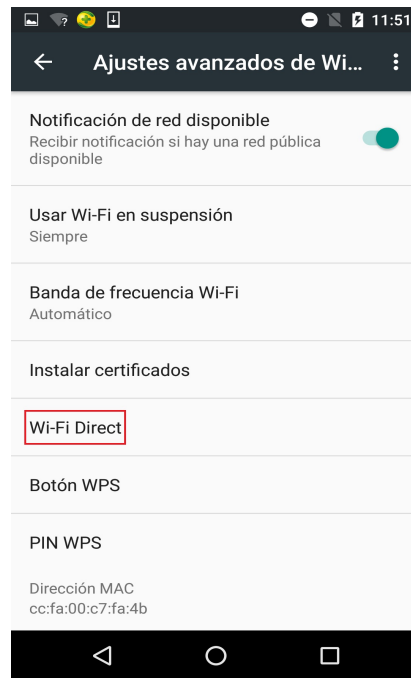 11:51
Ajustes avanzados de Wi...
Notificación de red disponible
Recibir notificación si hay una red pública
disponible
Usar Wi-Fi en suspensión
Siempre
Banda de frecuencia Wi-Fi
Automático
Instalar certificados
Wi-Fi Direct
Botón WPS
PIN WPS
Dirección MAC
cc:fa:00:c7:fa:4b